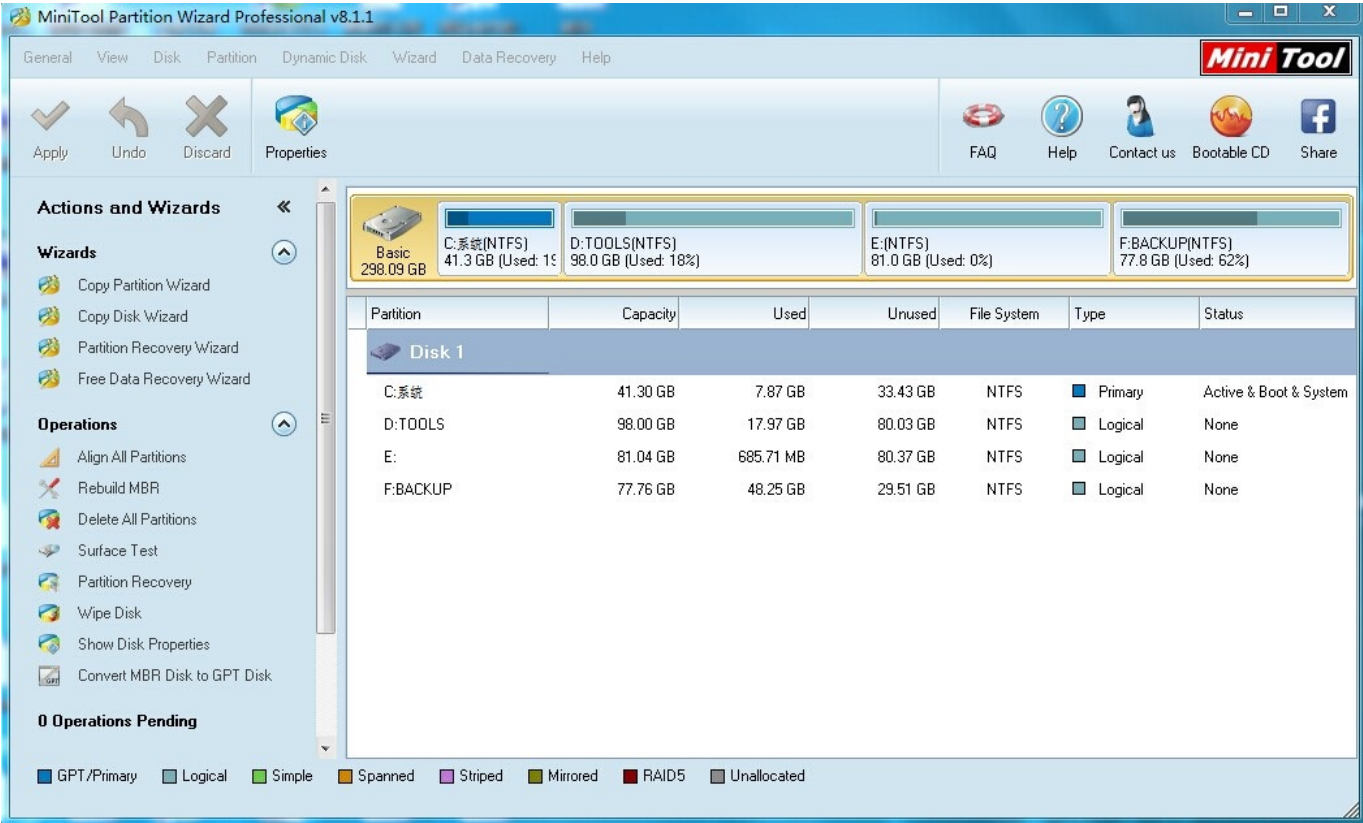 MiniTool Partition Wizard Professional v8.1.1
General View Disk Partition Dynamic Disk Wizard Data Recovery Help
Mini Tool
Apply Undo Discard Properties FAQ Help Contact us Bootable CD Share
Actions and Wizards
Wizards
Copy Partition Wizard
Copy Disk Wizard
Partition Recovery Wizard
Free Data Recovery Wizard
Operations
Align All Partitions
Rebuild MBR
Delete All Partitions
Surface Test
Partition Recovery
Wipe Disk
Show Disk Properties
Convert MBR Disk to GPT Disk
0 Operations Pending
Basic
298.09 GB
C:系统(NTFS)
41.3 GB (Used: 19
D:TOOLS(NTFS)
98.0 GB (Used: 18%)
E:(NTFS)
81.0 GB (Used: 0%)
F:BACKUP(NTFS)
77.8 GB (Used: 62%)
Partition Capacity Used Unused File System Type Status
Disk 1
C:系统 41.30 GB 7.87 GB 33.43 GB NTFS Primary Active & Boot & System
D:TOOLS 98.00 GB 17.97 GB 80.03 GB NTFS Logical None
E: 81.04 GB 685.71 MB 80.37 GB NTFS Logical None
F:BACKUP 77.76 GB 48.25 GB 29.51 GB NTFS Logical None
GPT/Primary Logical Simple Spanned Striped Mirrored RAID5 Unallocated